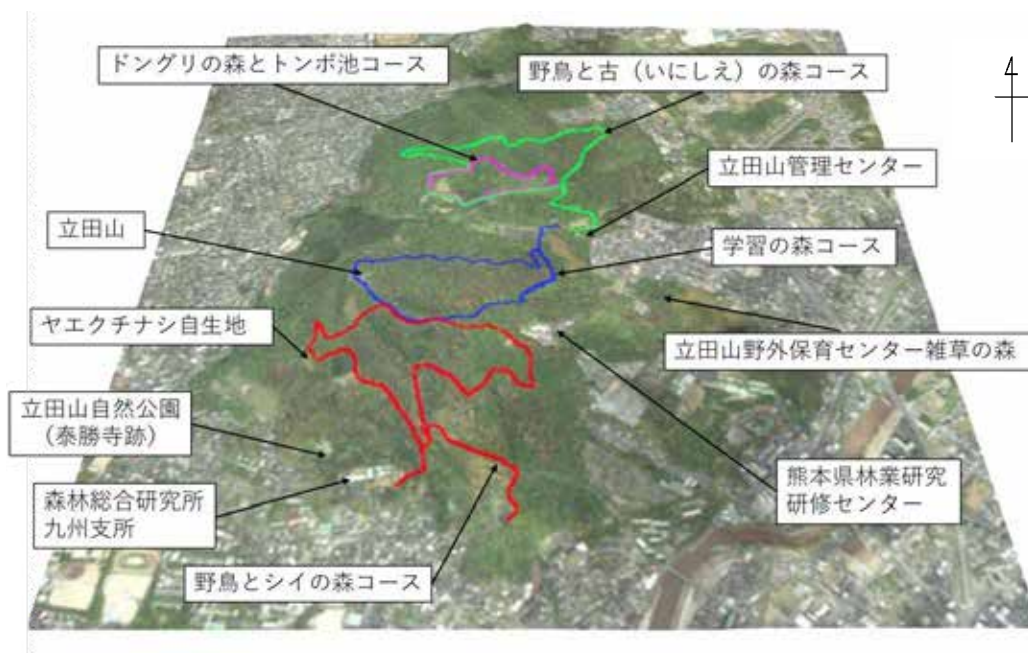 ドングリの森とトンボ池コース
野鳥と古（いにしえ）の森コース
立田山管理センター
立田山
学習の森コース
ヤエクチナシ自生地
立田山野外保育センター雑草の森
立田山自然公園
（泰勝寺跡）
熊本県林業研究
研修センター
森林総合研究所
九州支所
野鳥とシイの森コース